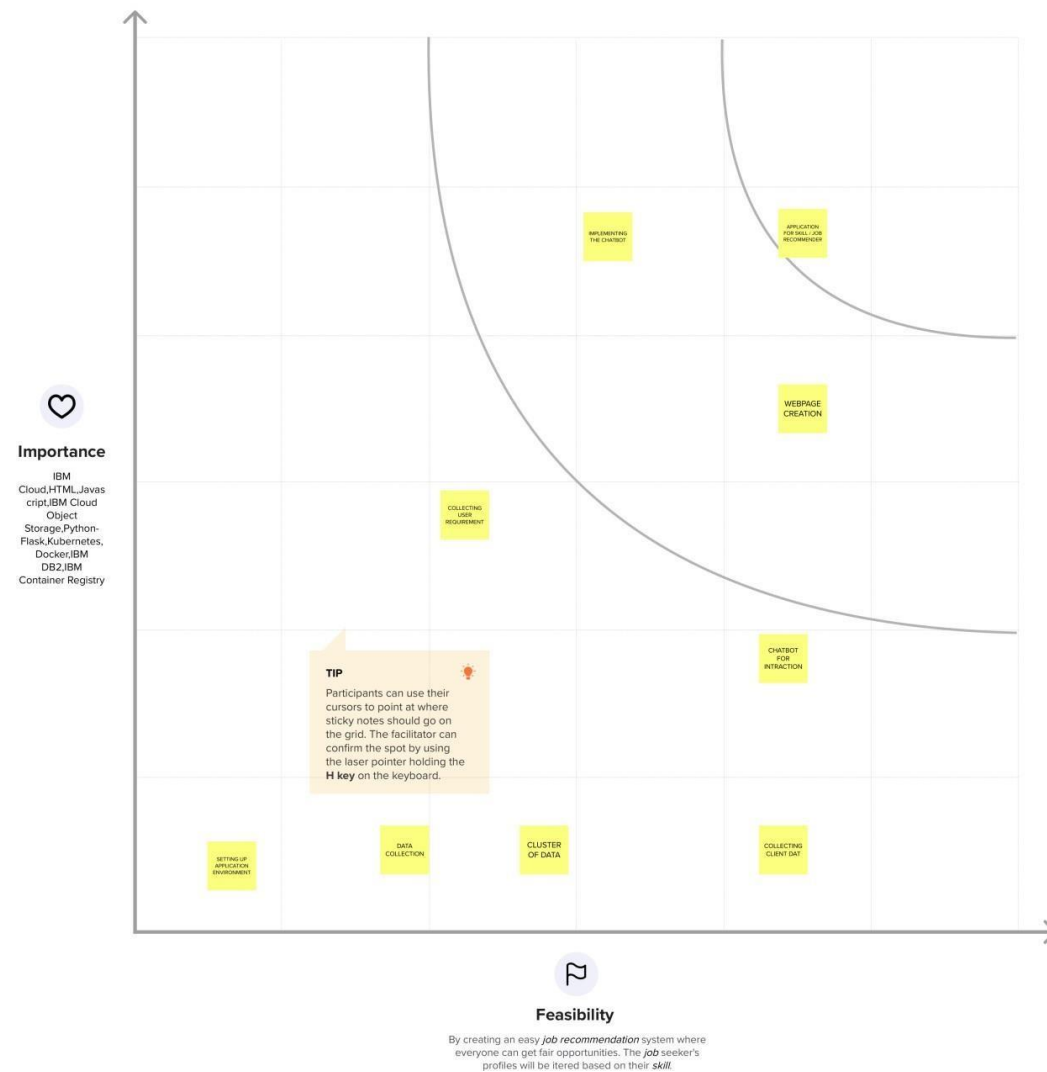 IMPLEMENTING
THE CHATBOT
APPLICATION
FOR SKILL / JOB
RECOMMENDER
WEBPAGE
CREATION
Importance
IBM
Cloud,HTML,Javas
cript,IBM Cloud
Object
Storage,Python-
Flask,Kubernetes,
Docker,IBM
DB2,IBM
Container Registry
COLLECTING
USER
REQUIREMENT
CHATBOT
FOR
INTRACTION
TIP
Participants can use their
cursors to point at where
sticky notes should go on
the grid. The facilitator can
confirm the spot by using
the laser pointer holding the
H key on the keyboard.
SETTING UP
APPLICATION
ENVIRONMENT
DATA
COLLECTION
CLUSTER
OF DATA
COLLECTING
CLIENT DAT
Feasibility
By creating an easy job recommendation system where
everyone can get fair opportunities. The job seeker's
profiles will be itered based on their skill.